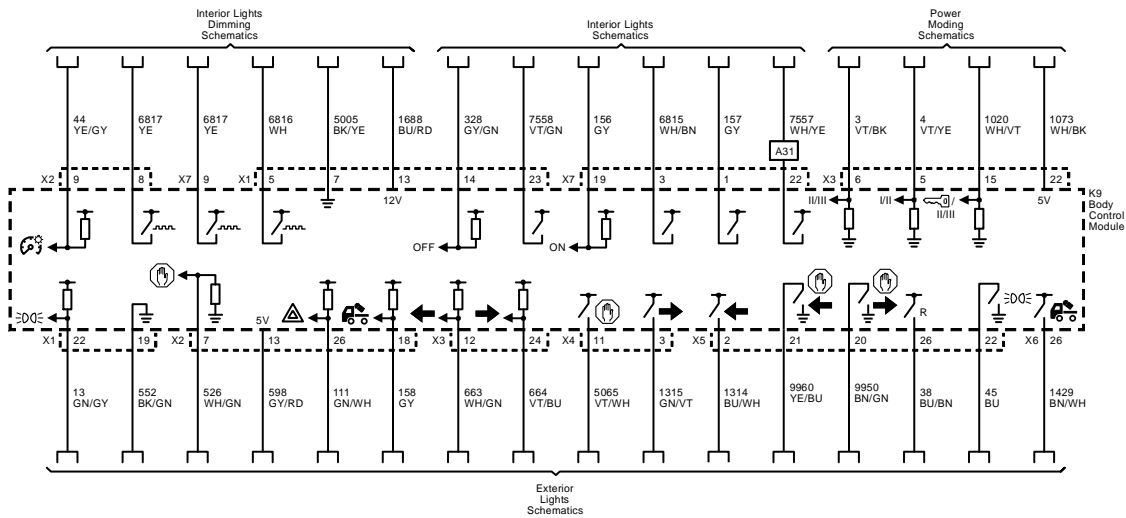 Interior Lights
Dimming
Schematics
Interior Lights
Schematics
Power
Moding
Schematics
44
YE/GY
6817
YE
6817
YE
6816
WH
5005
BK/YE
1688
BU/RD
328
GY/GN
7558
VT/GN
156
GY
6815
WH/BN
157
GY
7557
WH/YE
3
VT/BK
4
VT/YE
1020
WH/VT
1073
WH/BK
A31
X2 9 8 X7 9 X1 5 7 13 14 23 X7 19 3 1 22 X3 6 5 15 22
12V
II/III
I/II
/
II/III
5V
K9
Body
Control
Module
OFF
ON
5V
R
X1 22 19 X2 7 13 26 18 X3 12 24 X4 11 3 X5 2 21 20 26 22 X6 26
13
GN/GY
552
BK/GN
526
WH/GN
598
GY/RD
111
GN/WH
158
GY
663
WH/GN
664
VT/BU
5065
VT/WH
1315
GN/VT
1314
BU/WH
9960
YE/BU
9950
BN/GN
38
BU/BN
45
BU
1429
BN/WH
Exterior
Lights
Schematics